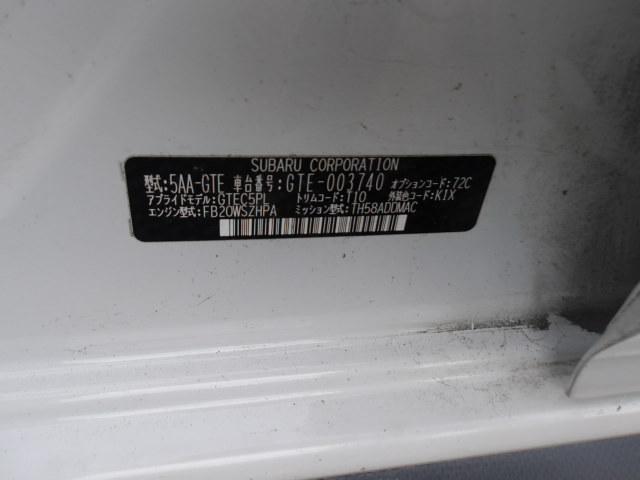 SUBARU CORPORATION
型式:5AA-GTE 車台番号:GTE-003740 オプションコード:72C
アプライドモデル:GTEC5PL トリムコード:T10 外装色コード:K1X
エンジン型式:FB20WSZHPA ミッション型式:TH58ADDMAC